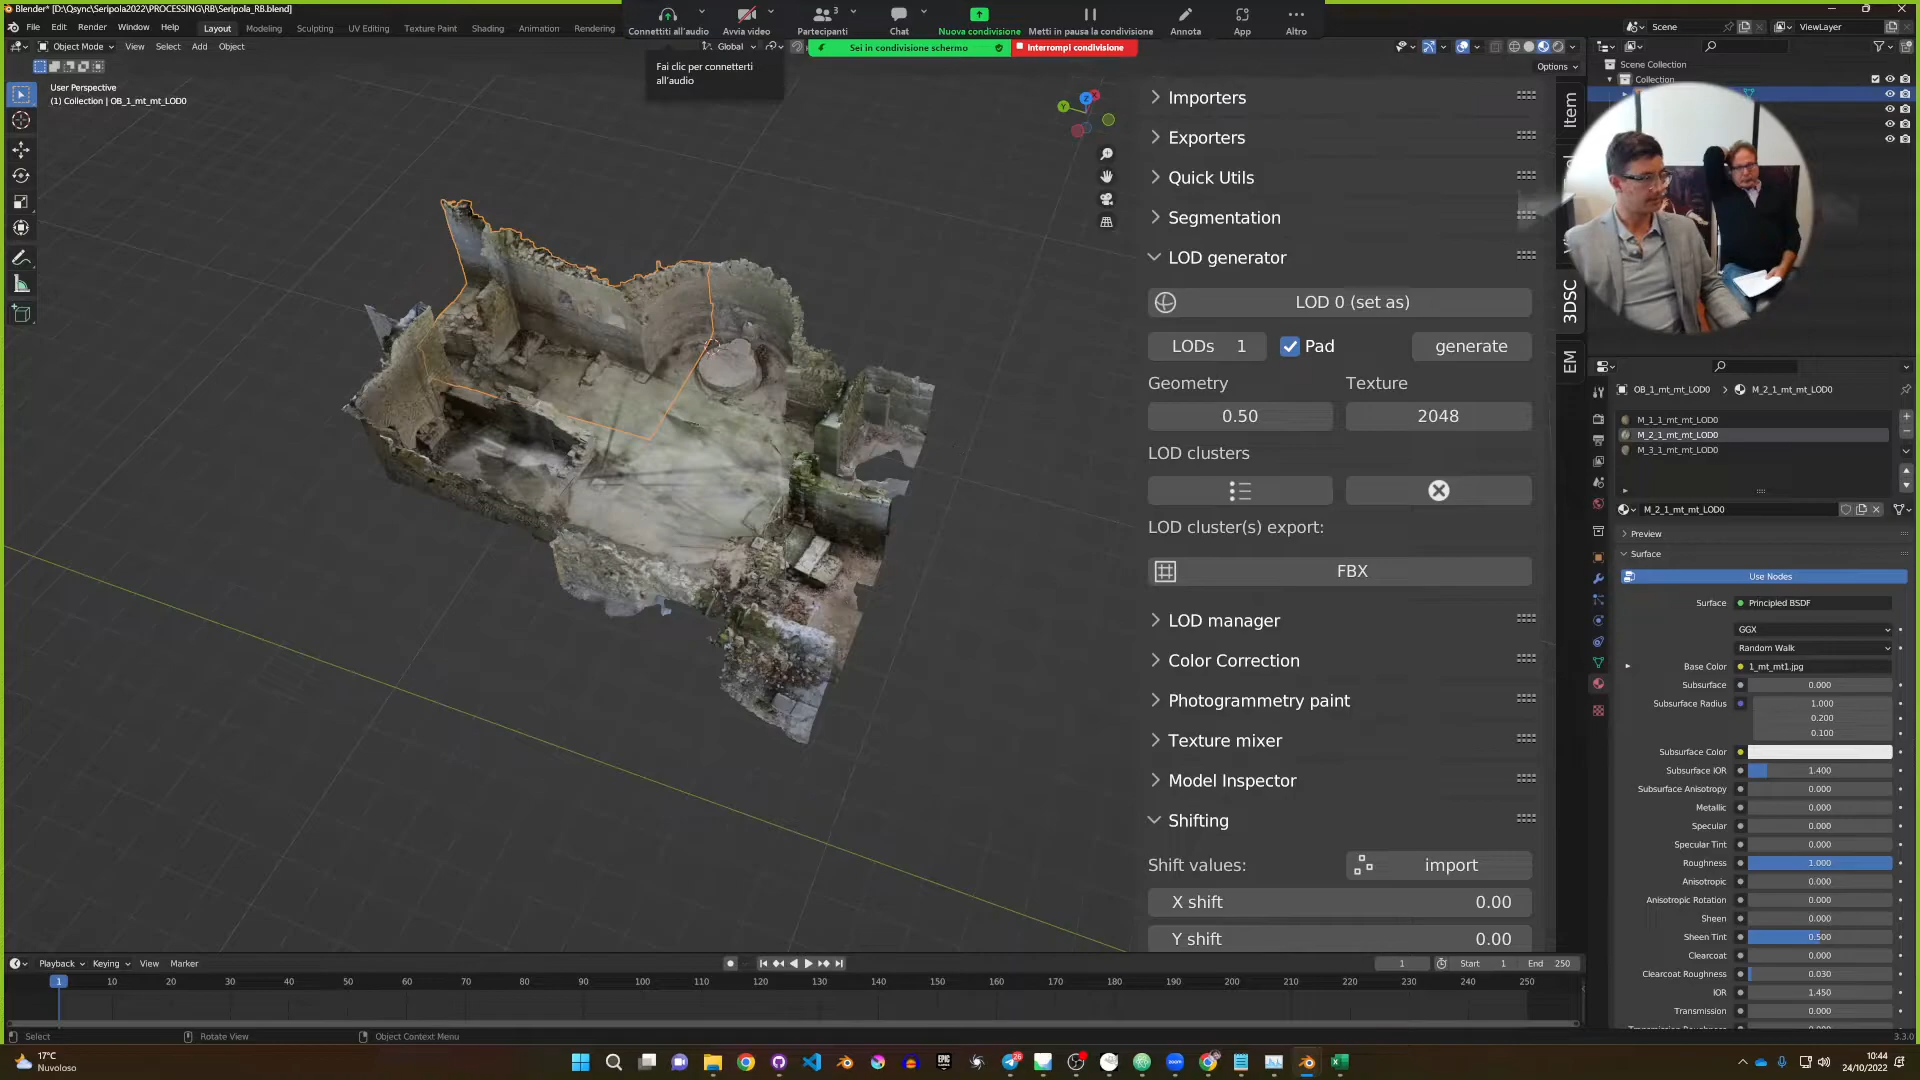 Blender* [D:\Qsync\Seripola2022\PROCESSING\RB\Seripola_RB.blend]
File Edit Render Window Help Layout Modeling Sculpting UV Editing Texture Paint Shading Animation Rendering
Connettiti all'audio Avvia video Partecipanti 3 Chat Nuova condivisione Metti in pausa la condivisione Annota App Altro
Scene ViewLayer
Object Mode View Select Add Object Global
Sei in condivisione schermo Interrompi condivisione
Fai clic per connetterti
all'audio
Options
User Perspective
(1) Collection | OB_1_mt_mt_LOD0
Z
Y
X
Importers
Exporters
Quick Utils
Segmentation
LOD generator
LOD 0 (set as)
LODs 1 Pad generate
Geometry Texture
0.50 2048
LOD clusters
LOD cluster(s) export:
FBX
LOD manager
Color Correction
Photogrammetry paint
Texture mixer
Model Inspector
Shifting
Shift values: import
X shift 0.00
Y shift 0.00
Item
3DSC
EM
Scene Collection
Collection
OB_1_mt_mt_LOD0 M_2_1_mt_mt_LOD0
M_1_1_mt_mt_LOD0
M_2_1_mt_mt_LOD0
M_3_1_mt_mt_LOD0
M_2_1_mt_mt_LOD0
Preview
Surface
Use Nodes
Surface Principled BSDF
GGX
Random Walk
Base Color 1_mt_mt1.jpg
Subsurface 0.000
Subsurface Radius 1.000
0.200
0.100
Subsurface Color
Subsurface IOR 1.400
Subsurface Anisotropy 0.000
Metallic 0.000
Specular 0.000
Specular Tint 0.000
Roughness 1.000
Anisotropic 0.000
Anisotropic Rotation 0.000
Sheen 0.000
Sheen Tint 0.500
Clearcoat 0.000
Clearcoat Roughness 0.030
IOR 1.450
Transmission 0.000
Playback Keying View Marker 1 Start 1 End 250
1 10 20 30 40 50 60 70 80 90 100 110 120 130 140 150 160 170 180 190 200 210 220 230 240 250
Select Rotate View Object Context Menu 3.3.0
17°C
Nuvoloso
EPIC
26
zoom
10:44
24/10/2022